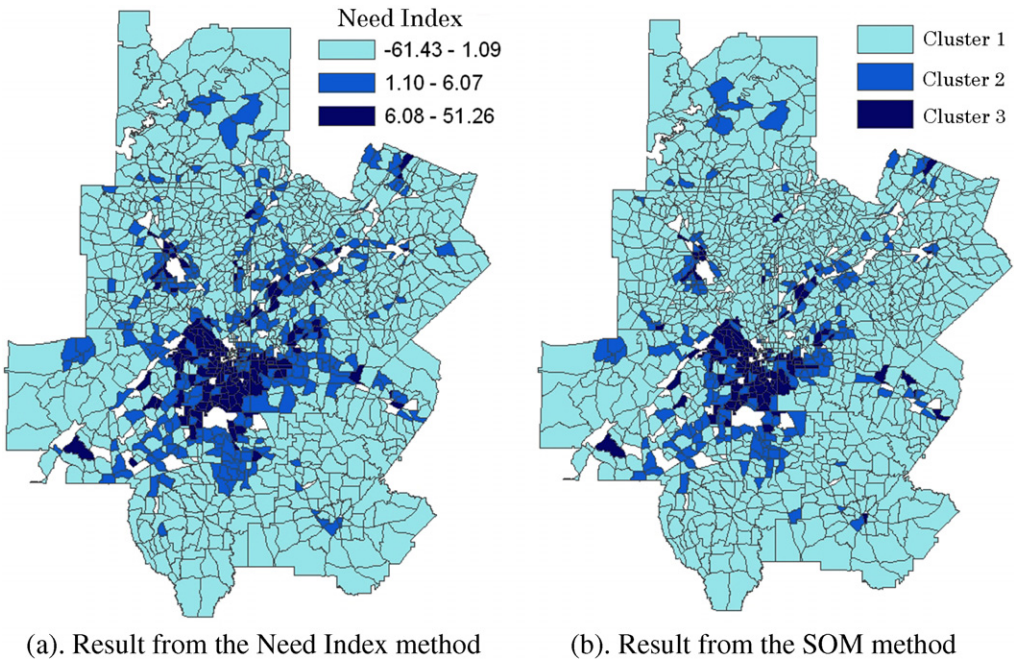 Need Index
-61.43 - 1.09
1.10 - 6.07
6.08 - 51.26
Cluster 1
Cluster 2
Cluster 3
(a). Result from the Need Index method
(b). Result from the SOM method